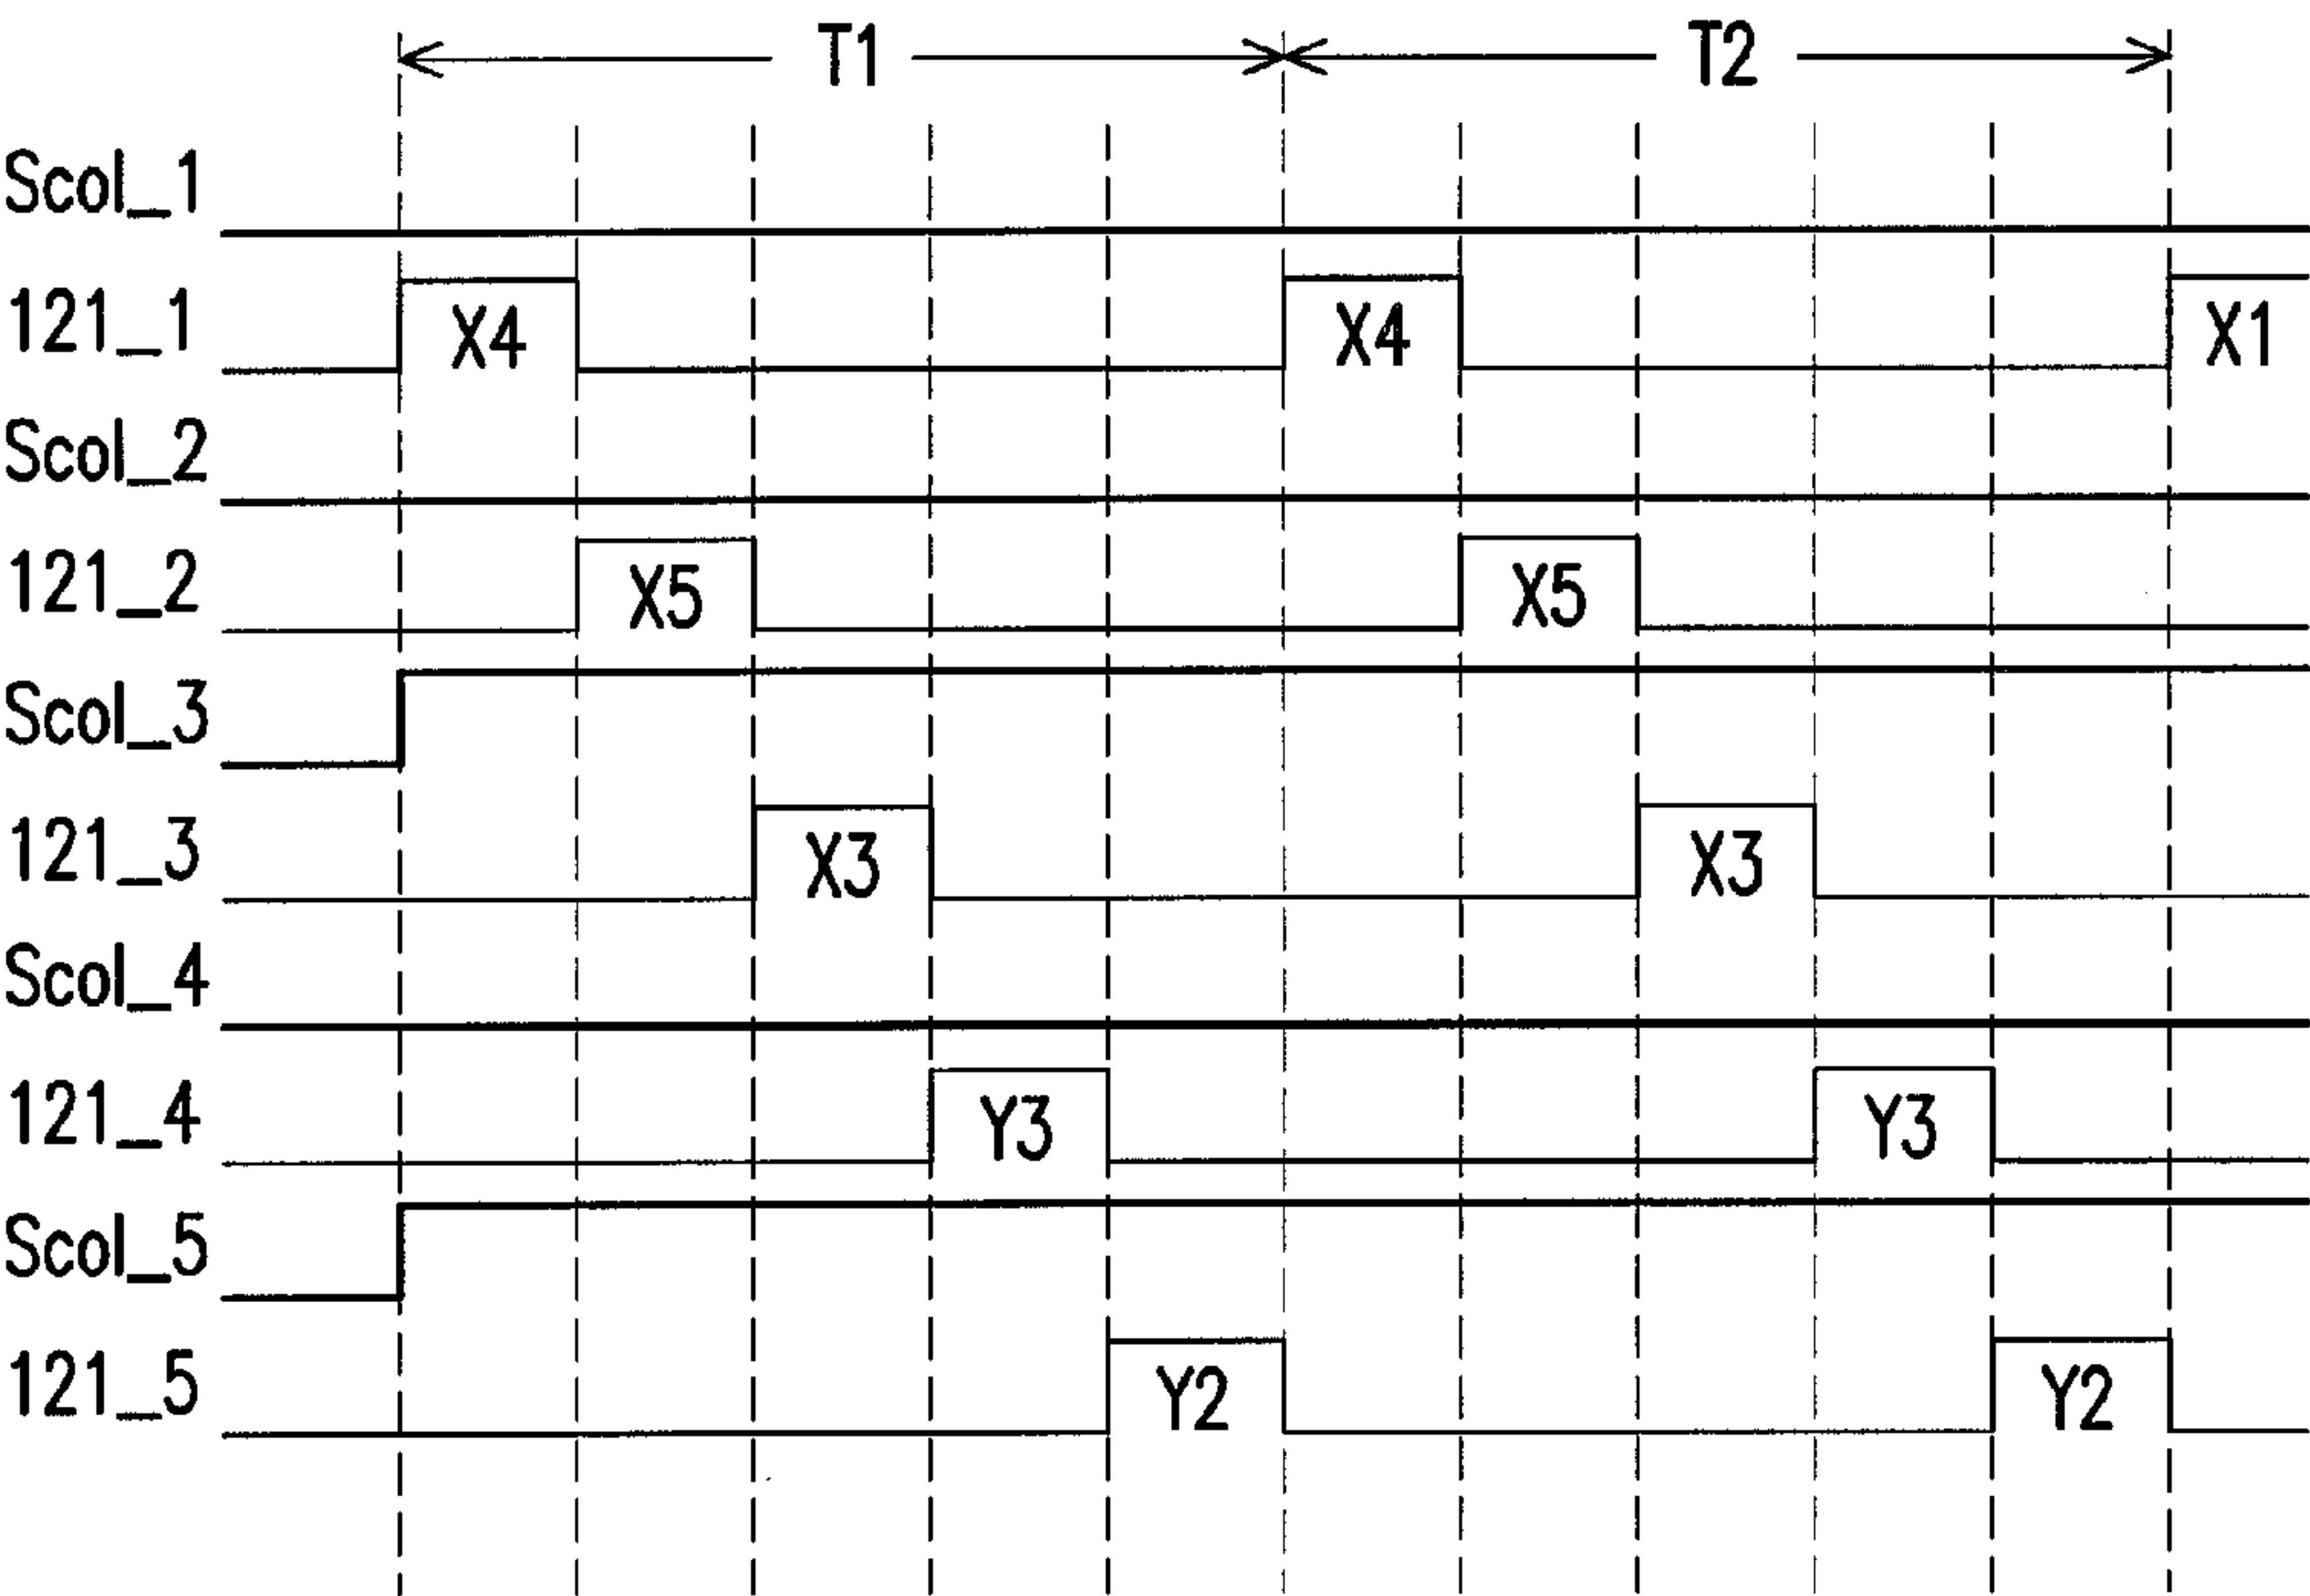 T1 T2
Scol_1
121_1 X4 X4 X1
Scol_2
121_2 X5 X5
Scol_3
121_3 X3 X3
Scol_4
121_4 Y3 Y3
Scol_5
121_5 Y2 Y2